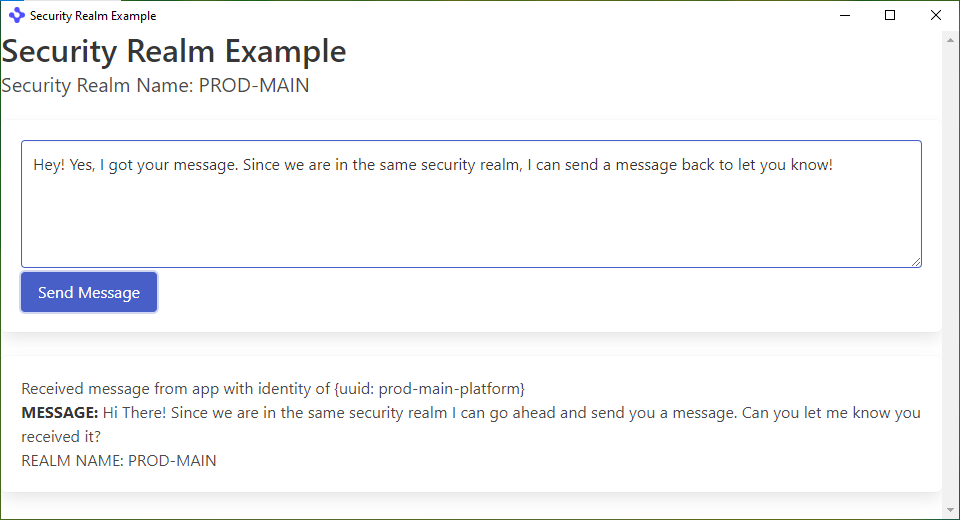 Security Realm Example
Security Realm Example
Security Realm Name: PROD-MAIN
Hey! Yes, I got your message. Since we are in the same security realm, I can send a message back to let you know!
Send Message
Received message from app with identity of {uuid: prod-main-platform}
MESSAGE: Hi There! Since we are in the same security realm I can go ahead and send you a message. Can you let me know you
received it?
REALM NAME: PROD-MAIN